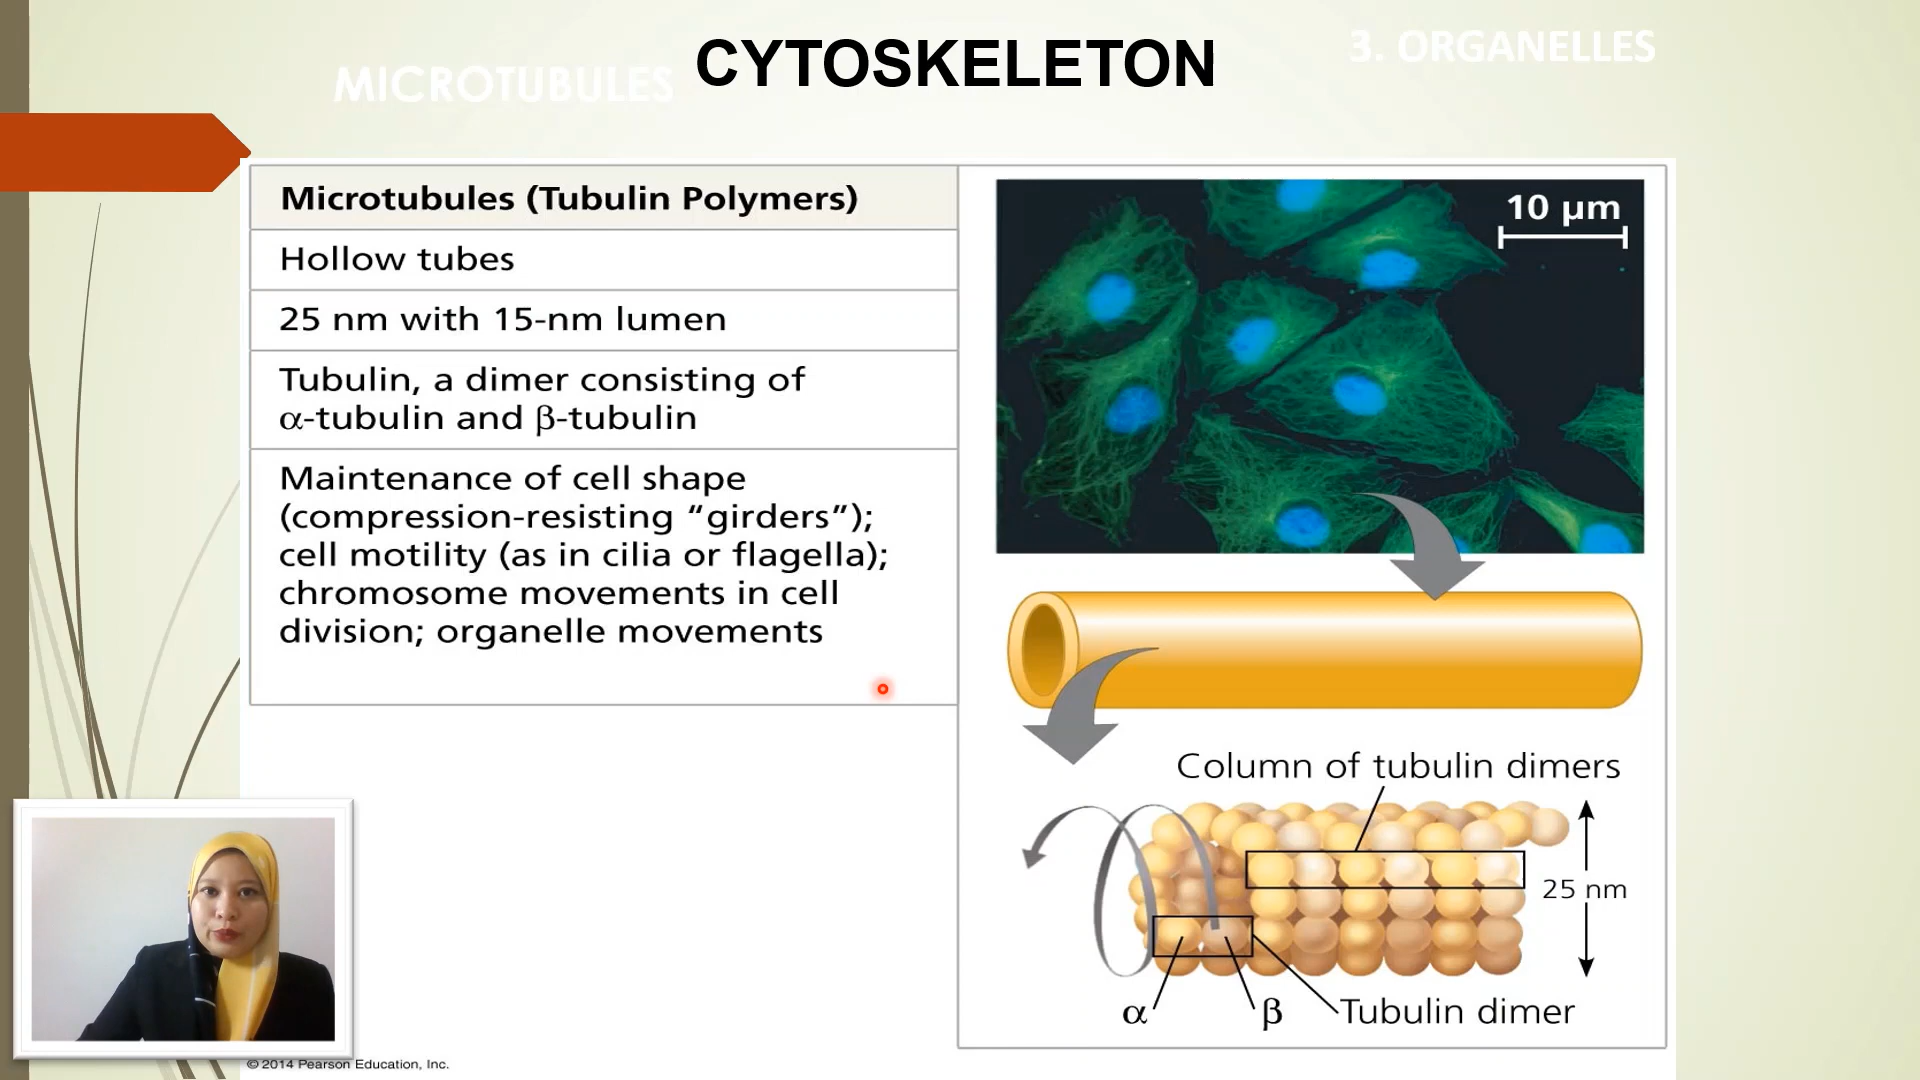 3. ORGANELLES
MICROTUBULES
CYTOSKELETON
Microtubules (Tubulin Polymers)
Hollow tubes
25 nm with 15-nm lumen
Tubulin, a dimer consisting of
α-tubulin and β-tubulin
Maintenance of cell shape
(compression-resisting “girders”);
cell motility (as in cilia or flagella);
chromosome movements in cell
division; organelle movements
10 μm
Column of tubulin dimers
25 nm
α
β
Tubulin dimer
© 2014 Pearson Education, Inc.